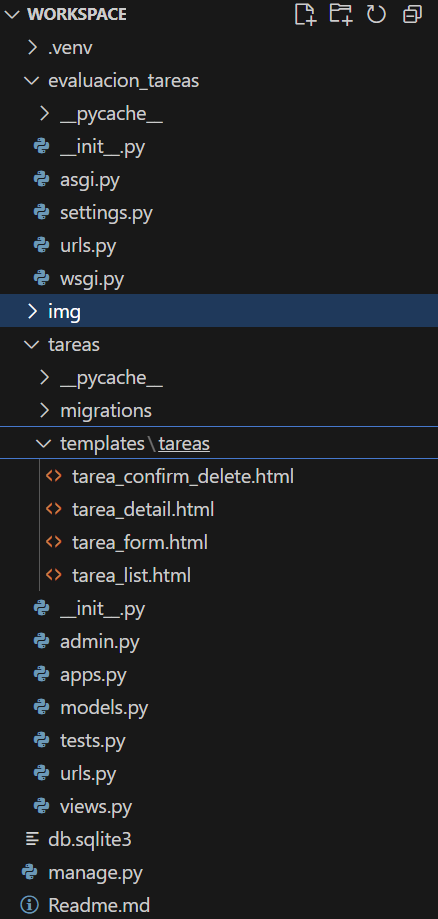 WORKSPACE
.venv
evaluacion_tareas
__pycache__
__init__.py
asgi.py
settings.py
urls.py
wsgi.py
img
tareas
__pycache__
migrations
templates\tareas
tarea_confirm_delete.html
tarea_detail.html
tarea_form.html
tarea_list.html
__init__.py
admin.py
apps.py
models.py
tests.py
urls.py
views.py
db.sqlite3
manage.py
Readme.md